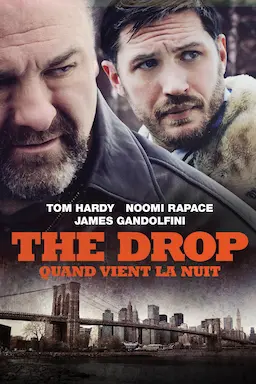 TOM HARDY NOOMI RAPACE
JAMES GANDOLFINI
THE DROP
QUAND VIENT LA NUIT